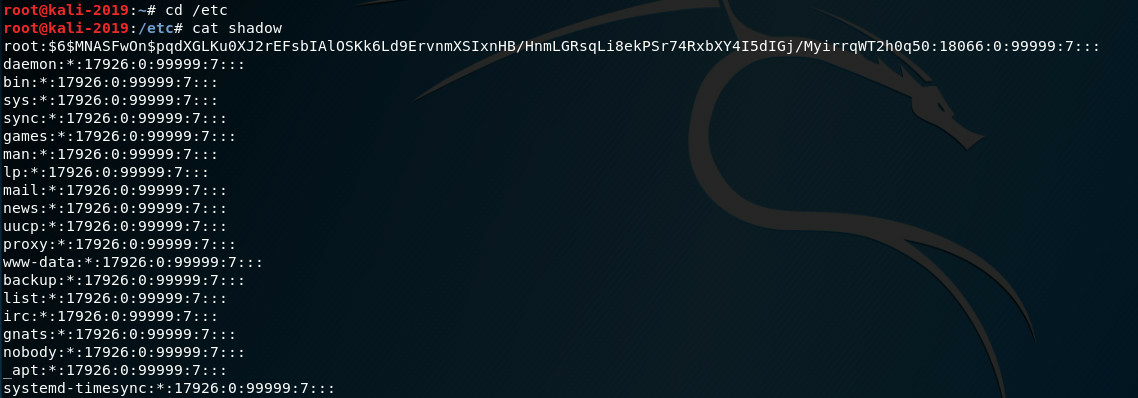 root@kali-2019:~# cd /etc
root@kali-2019:/etc# cat shadow
root:$6$MNASFwOn$pqdXGLKu0XJ2rEFsbIAlOSKk6Ld9ErvnmXSIxnHB/HnmLGRsqLi8ekPSr74RxbXY4I5dIGj/MyirrqWT2h0q50:18066:0:99999:7:::
daemon:*:17926:0:99999:7:::
bin:*:17926:0:99999:7:::
sys:*:17926:0:99999:7:::
sync:*:17926:0:99999:7:::
games:*:17926:0:99999:7:::
man:*:17926:0:99999:7:::
lp:*:17926:0:99999:7:::
mail:*:17926:0:99999:7:::
news:*:17926:0:99999:7:::
uucp:*:17926:0:99999:7:::
proxy:*:17926:0:99999:7:::
www-data:*:17926:0:99999:7:::
backup:*:17926:0:99999:7:::
list:*:17926:0:99999:7:::
irc:*:17926:0:99999:7:::
gnats:*:17926:0:99999:7:::
nobody:*:17926:0:99999:7:::
_apt:*:17926:0:99999:7:::
systemd-timesync:*:17926:0:99999:7:::